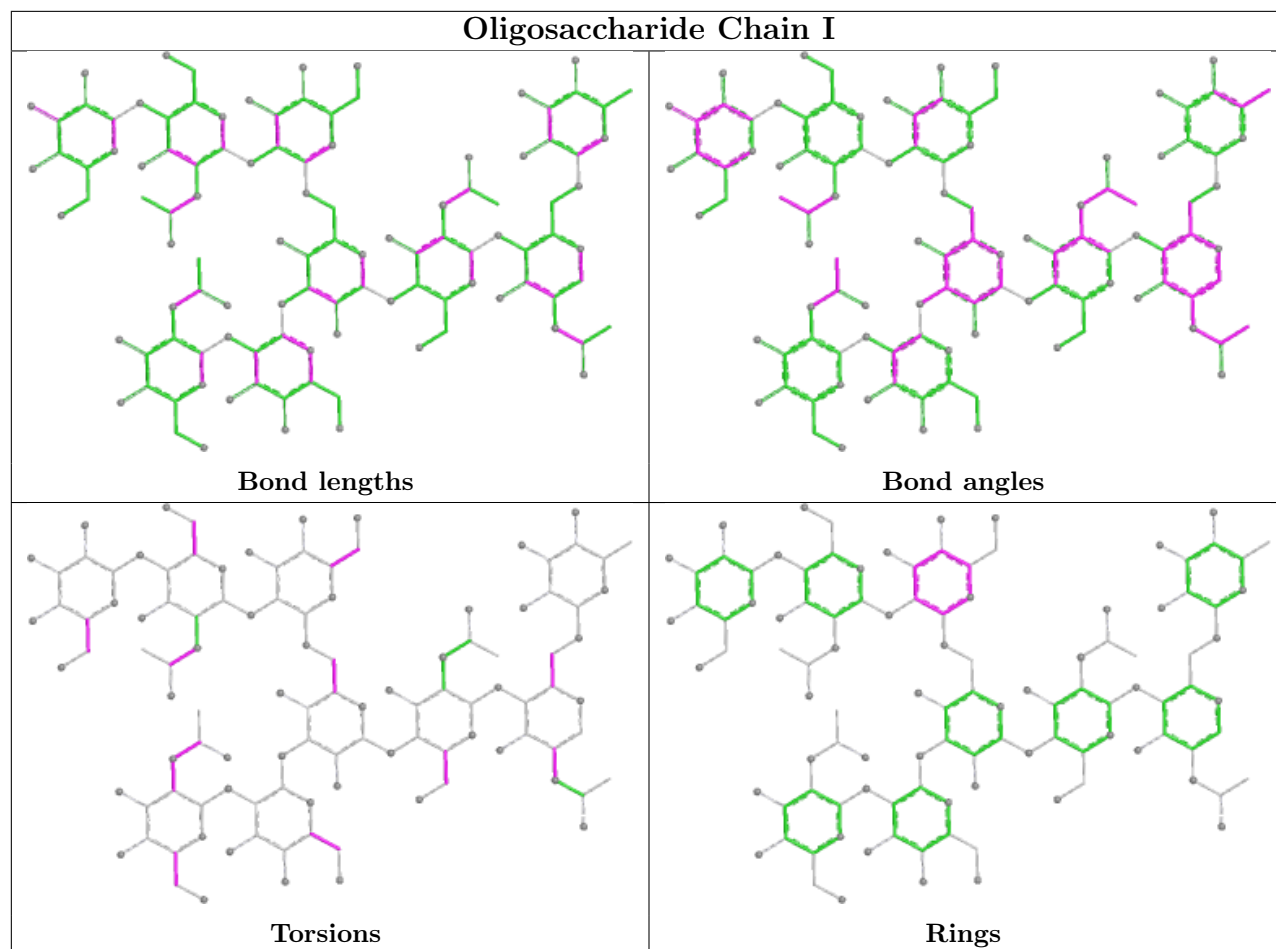 Oligosaccharide Chain I
Bond lengths
Bond angles
Torsions
Rings